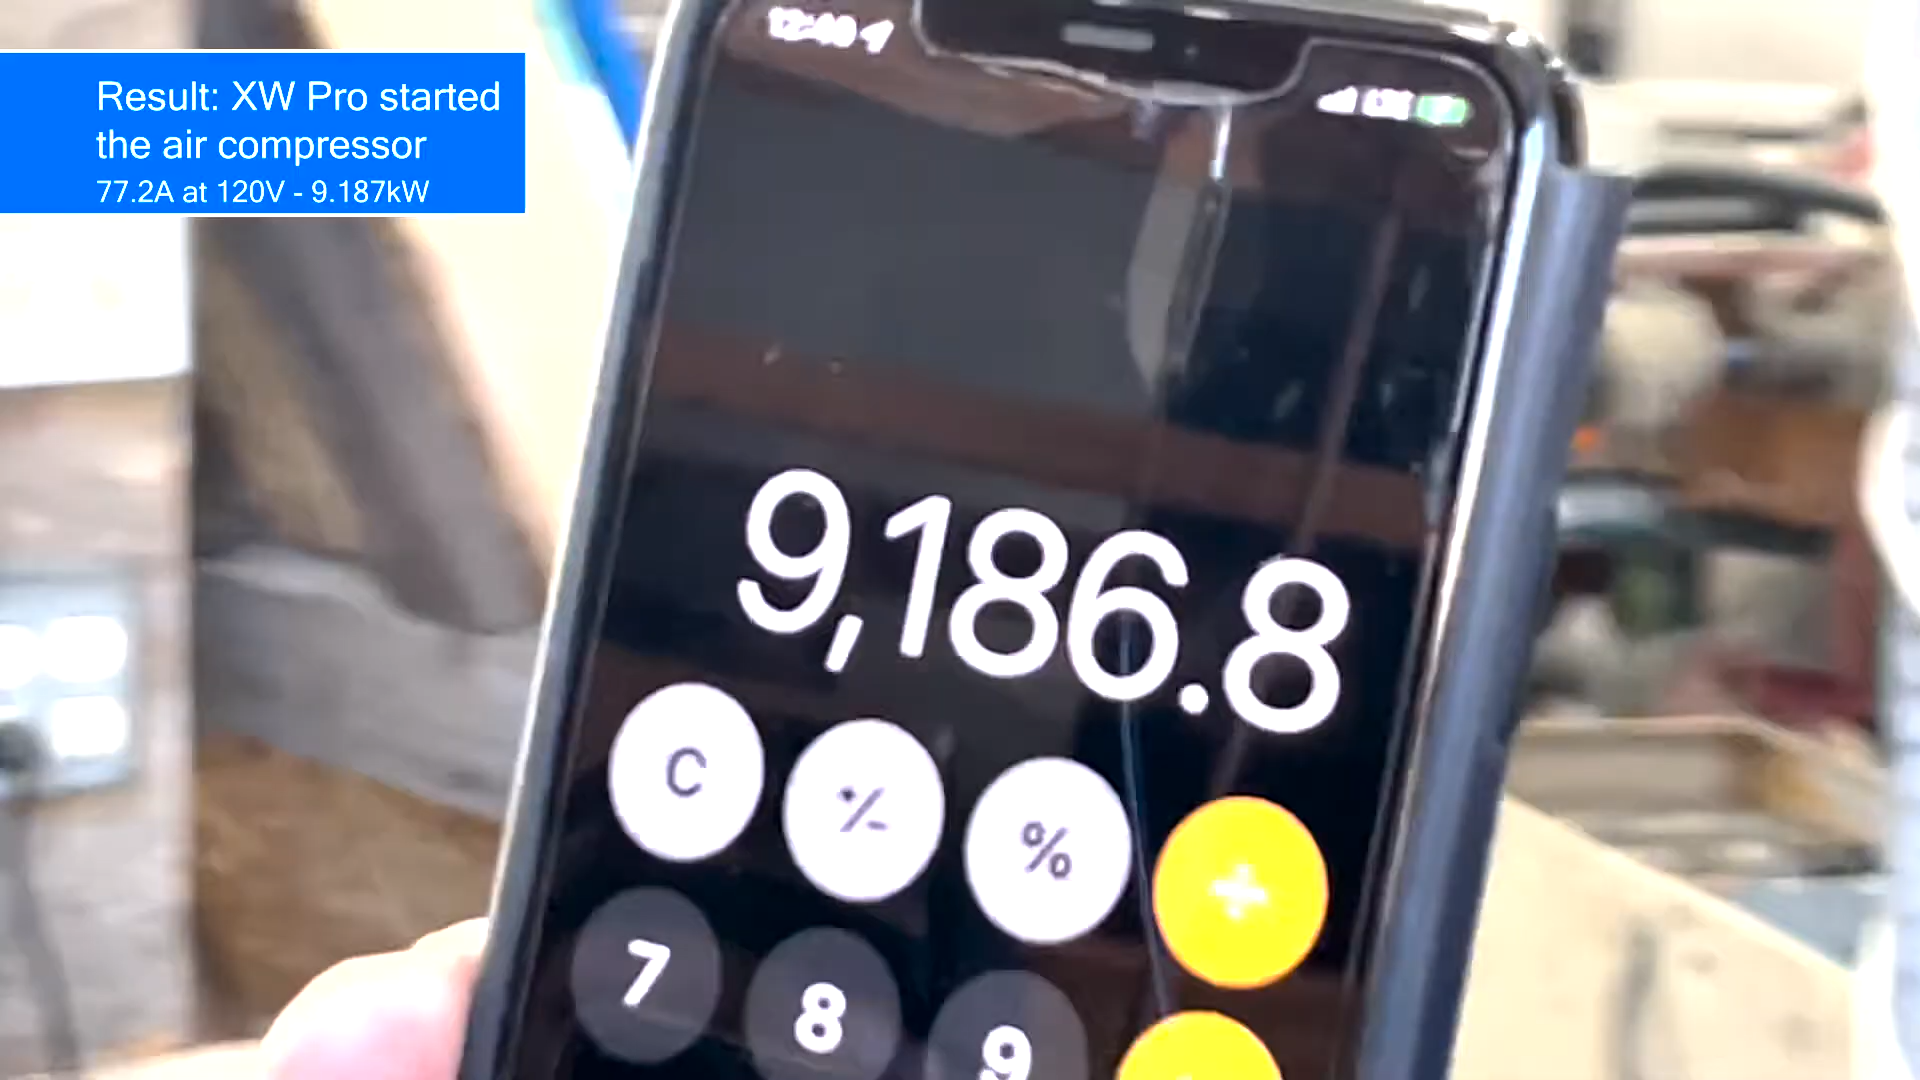 Result: XW Pro started
the air compressor
77.2A at 120V - 9.187kW
LTE
9,186.8
C +/- % ÷
7 8 9